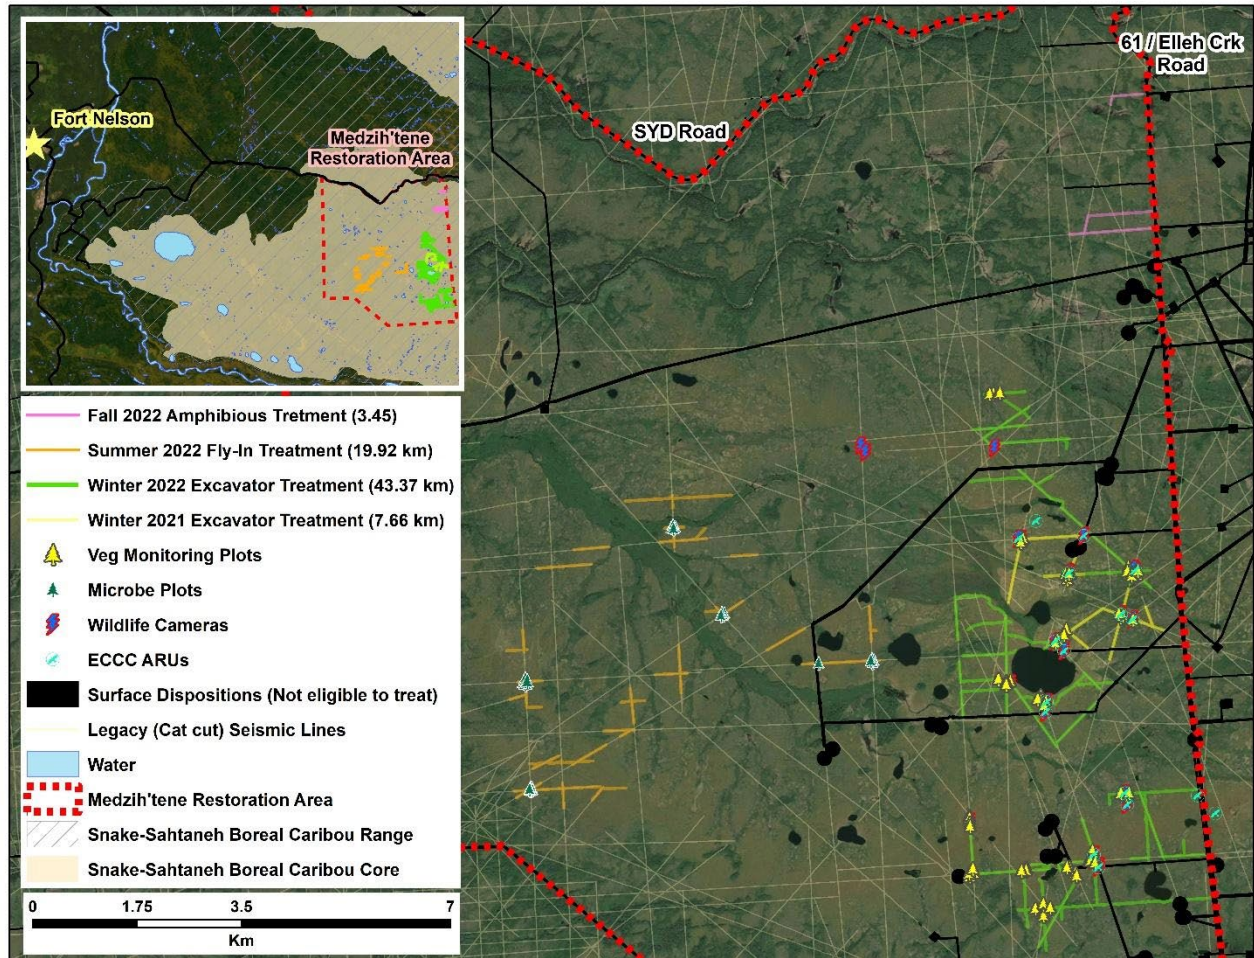 Fort Nelson
Medzih'tene
Restoration Area
SYD Road
61 / Elleh Crk
Road
Fall 2022 Amphibious Tretment (3.45)
Summer 2022 Fly-In Treatment (19.92 km)
Winter 2022 Excavator Treatment (43.37 km)
Winter 2021 Excavator Treatment (7.66 km)
Veg Monitoring Plots
Microbe Plots
Wildlife Cameras
ECCC ARUs
Surface Dispositions (Not eligible to treat)
Legacy (Cat cut) Seismic Lines
Water
Medzih'tene Restoration Area
Snake-Sahtaneh Boreal Caribou Range
Snake-Sahtaneh Boreal Caribou Core
0 1.75 3.5 7
Km